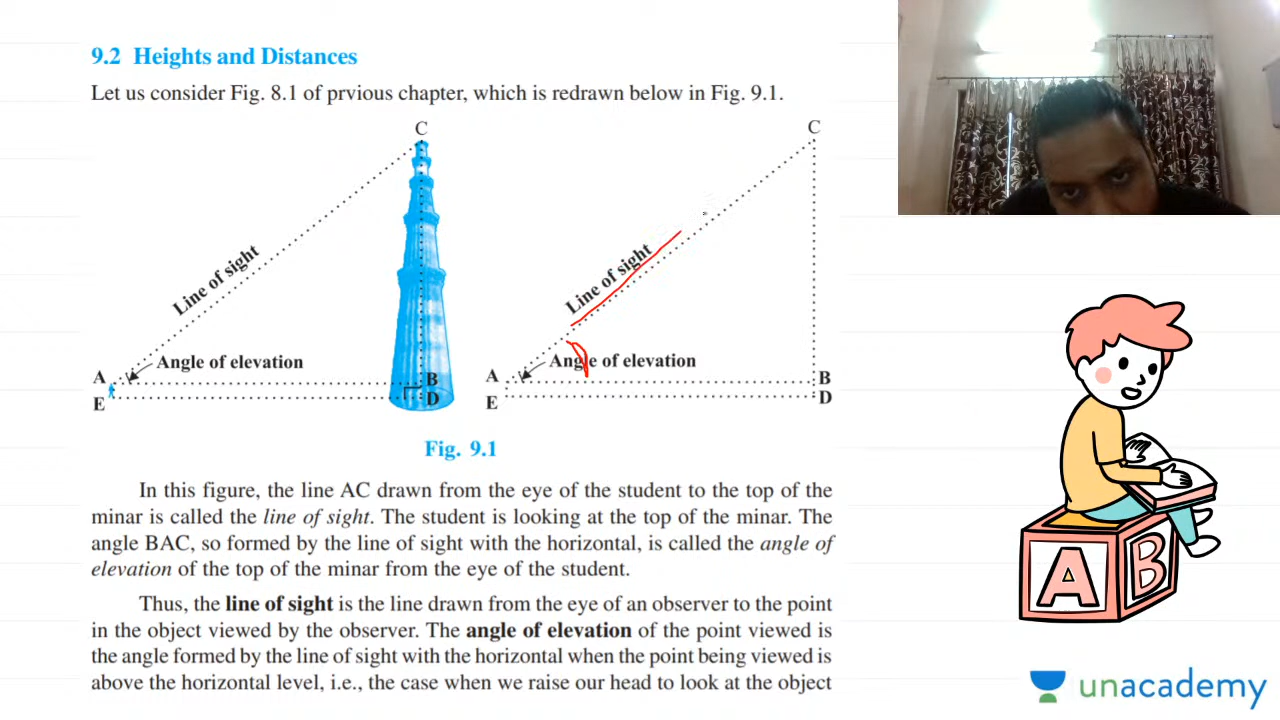 9.2 Heights and Distances
Let us consider Fig. 8.1 of prvious chapter, which is redrawn below in Fig. 9.1.
C
Line of sight
Angle of elevation
A
B
E
D
C
Line of sight
Angle of elevation
A
B
E
D
Fig. 9.1
In this figure, the line AC drawn from the eye of the student to the top of the
minar is called the line of sight. The student is looking at the top of the minar. The
angle BAC, so formed by the line of sight with the horizontal, is called the angle of
elevation of the top of the minar from the eye of the student.
Thus, the line of sight is the line drawn from the eye of an observer to the point
in the object viewed by the observer. The angle of elevation of the point viewed is
the angle formed by the line of sight with the horizontal when the point being viewed is
above the horizontal level, i.e., the case when we raise our head to look at the object
A
B
unacademy